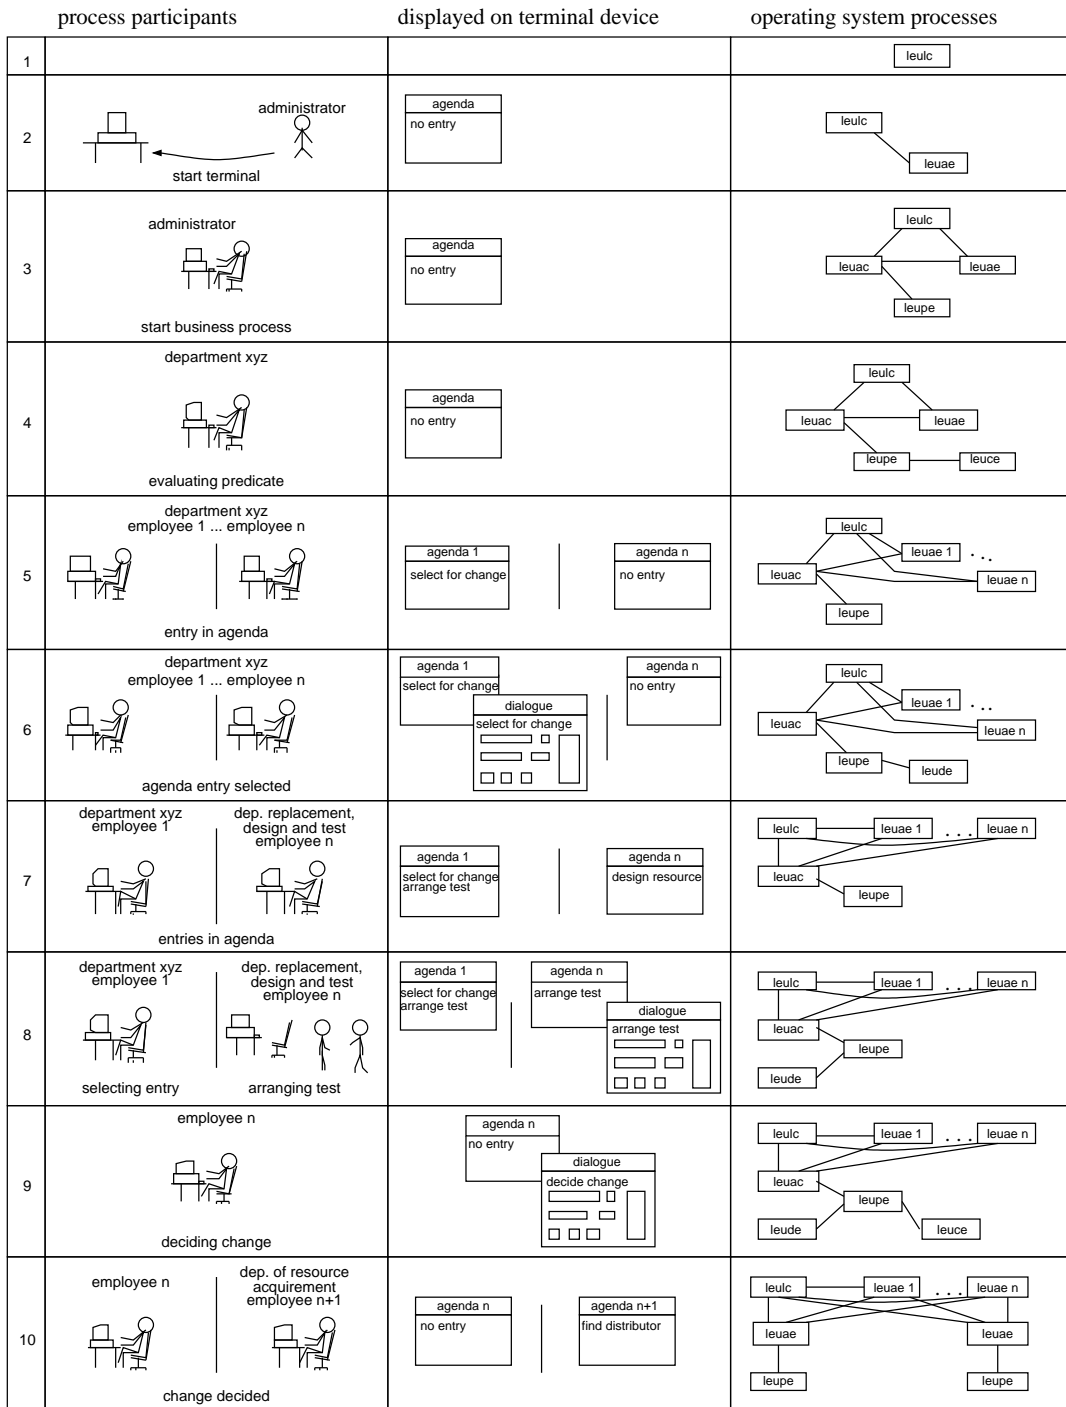 process participants
displayed on terminal device
operating system processes
1
leulc
2
administrator
start terminal
agenda
no entry
leulc
leuae
3
administrator
start business process
agenda
no entry
leulc
leuac
leuae
leupe
4
department xyz
evaluating predicate
agenda
no entry
leulc
leuac
leuae
leupe
leuce
5
department xyz
employee 1 ... employee n
entry in agenda
agenda 1
select for change
agenda n
no entry
leulc
leuae 1
. . .
leuac
leuae n
leupe
6
department xyz
employee 1 ... employee n
agenda entry selected
agenda 1
select for change
dialogue
select for change
agenda n
no entry
leulc
leuae 1
. . .
leuac
leuae n
leupe
leude
7
department xyz
employee 1
dep. replacement,
design and test
employee n
entries in agenda
agenda 1
select for change
arrange test
agenda n
design resource
leulc
leuae 1
. . .
leuae n
leuac
leupe
8
department xyz
employee 1
dep. replacement,
design and test
employee n
selecting entry
arranging test
agenda 1
select for change
arrange test
agenda n
arrange test
dialogue
arrange test
leulc
leuae 1
. . .
leuae n
leuac
leupe
leude
9
employee n
deciding change
agenda n
no entry
dialogue
decide change
leulc
leuae 1
. . .
leuae n
leuac
leupe
leude
leuce
10
employee n
dep. of resource
acquirement
employee n+1
change decided
agenda n
no entry
agenda n+1
find distributor
leulc
leuae 1
. . .
leuae n
leuae
leuae
leupe
leupe